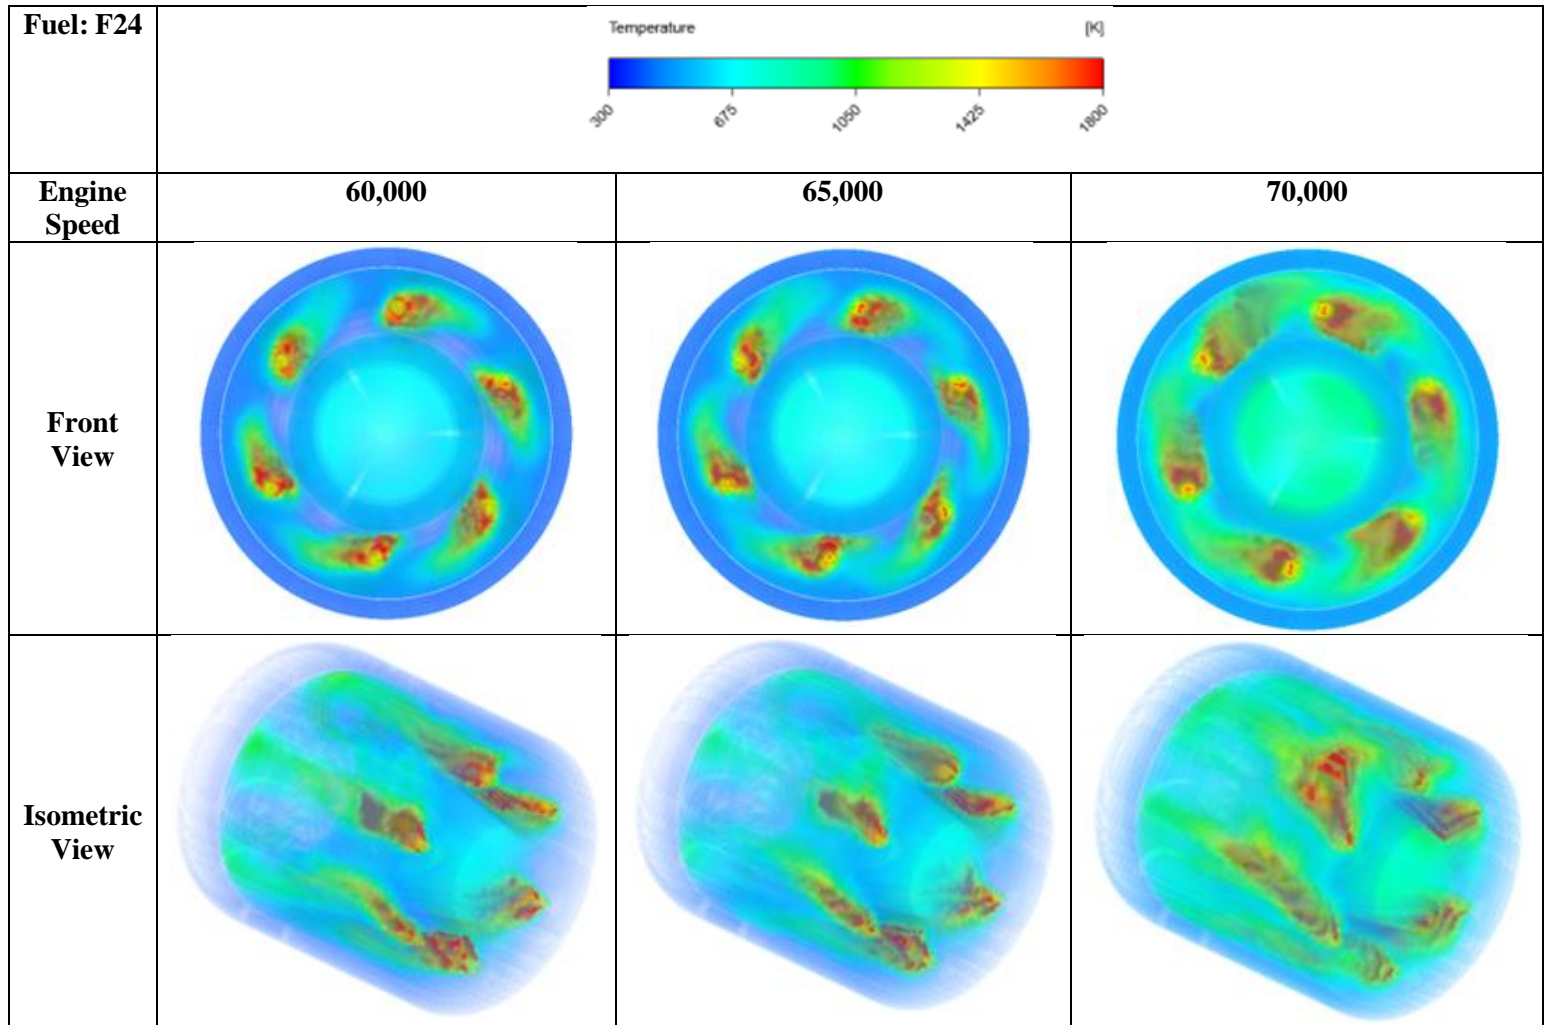 Fuel: F24
Temperature [K]
300 675 1050 1425 1800
Engine
Speed
60,000 65,000 70,000
Front
View
Isometric
View